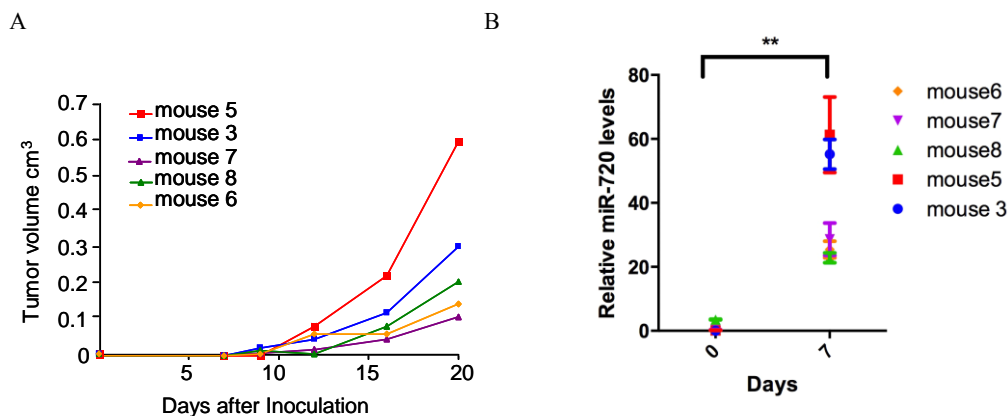 A
B
Tumor volume cm3
0.7
0.6
0.5
0.4
0.3
0.2
0.1
0
5
10
15
20
Days after Inoculation
mouse 5
mouse 3
mouse 7
mouse 8
mouse 6
**
Relative miR-720 levels
80
60
40
20
0
0
7
Days
mouse6
mouse7
mouse8
mouse5
mouse 3